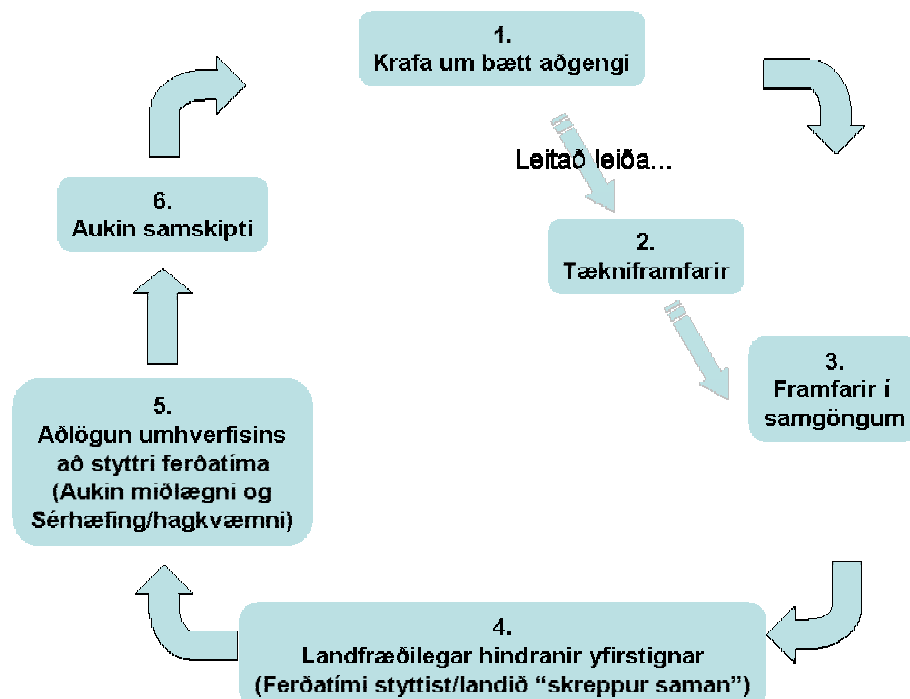 1.
Krafa um bætt aðgengi
Leitað leiða...
2.
Tækniframfarir
3.
Framfarir í
samgöngum
4.
Landfræðilegar hindranir yfirstignar
(Ferðatími styttist/landið “skreppur saman”)
5.
Aðlögun umhverfisins
að styttri ferðatíma
(Aukin miðlægni og
Sérhæfing/hagkvæmni)
6.
Aukin samskipti